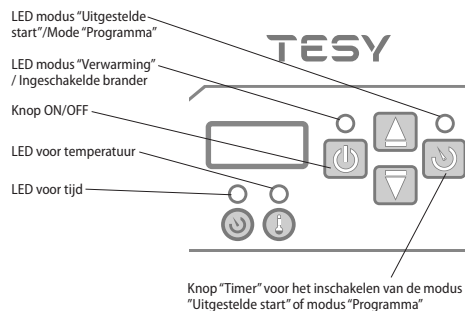 LED modus “Uitgestelde
start”/Mode “Programma”
TESY
LED modus “Verwarming”
/ Ingeschakelde brander
Knop ON/OFF
LED voor temperatuur
LED voor tijd
Knop “Timer” voor het inschakelen van de modus
”Uitgestelde start” of modus “Programma”